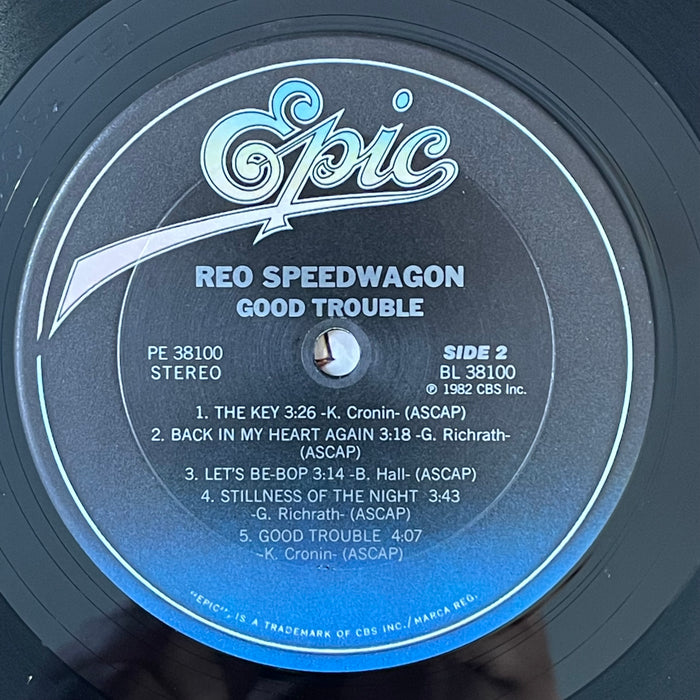 Epic
REO SPEEDWAGON
GOOD TROUBLE
PE 38100
STEREO
SIDE 2
BL 38100
℗ 1982 CBS Inc.
1. THE KEY 3:26 -K. Cronin- (ASCAP)
2. BACK IN MY HEART AGAIN 3:18 -G. Richrath-
(ASCAP)
3. LET'S BE-BOP 3:14 -B. Hall- (ASCAP)
4. STILLNESS OF THE NIGHT 3:43
-G. Richrath- (ASCAP)
5. GOOD TROUBLE 4:07
-K. Cronin- (ASCAP)
"EPIC", IS A TRADEMARK OF CBS INC./MARCA REG.